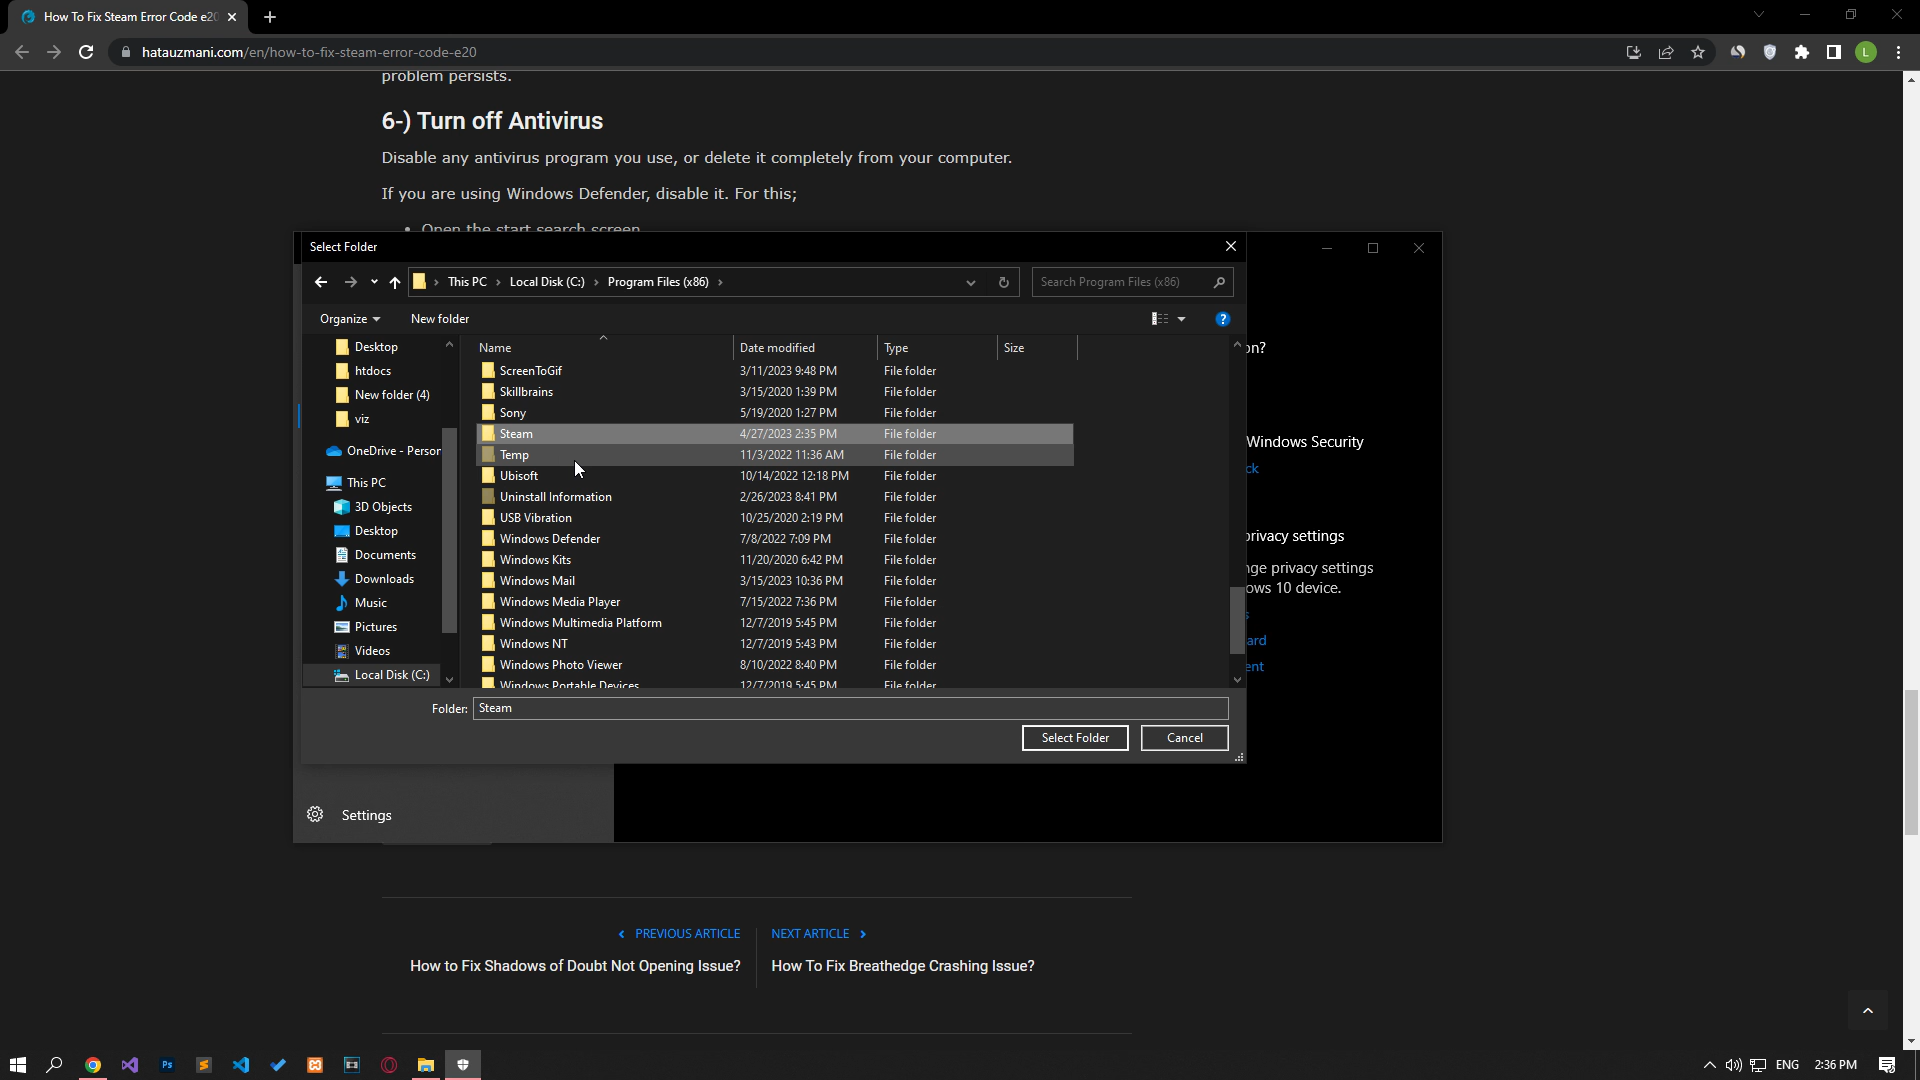 How To Fix Steam Error Code e20
hatauzmani.com/en/how-to-fix-steam-error-code-e20
L
problem persists.
6-) Turn off Antivirus
Disable any antivirus program you use, or delete it completely from your computer.
If you are using Windows Defender, disable it. For this;
• Open the start search screen
Select Folder
This PC > Local Disk (C:) > Program Files (x86) >
Search Program Files (x86)
Organize
New folder
?
Desktop
htdocs
New folder (4)
viz
OneDrive - Person
This PC
3D Objects
Desktop
Documents
Downloads
Music
Pictures
Videos
Local Disk (C:)
Name Date modified Type Size
ScreenToGif 3/11/2023 9:48 PM File folder
Skillbrains 3/15/2020 1:39 PM File folder
Sony 5/19/2020 1:27 PM File folder
Steam 4/27/2023 2:35 PM File folder
Temp 11/3/2022 11:36 AM File folder
Ubisoft 10/14/2022 12:18 PM File folder
Uninstall Information 2/26/2023 8:41 PM File folder
USB Vibration 10/25/2020 2:19 PM File folder
Windows Defender 7/8/2022 7:09 PM File folder
Windows Kits 11/20/2020 6:42 PM File folder
Windows Mail 3/15/2023 10:36 PM File folder
Windows Media Player 7/15/2022 7:36 PM File folder
Windows Multimedia Platform 12/7/2019 5:45 PM File folder
Windows NT 12/7/2019 5:43 PM File folder
Windows Photo Viewer 8/10/2022 8:40 PM File folder
Windows Portable Devices 12/7/2019 5:45 PM File folder
Folder: Steam
Select Folder
Cancel
on?
Windows Security
ck
privacy settings
nge privacy settings
ows 10 device.
s
ard
ent
Settings
PREVIOUS ARTICLE
How to Fix Shadows of Doubt Not Opening Issue?
NEXT ARTICLE
How To Fix Breathedge Crashing Issue?
Ps
ENG
2:36 PM